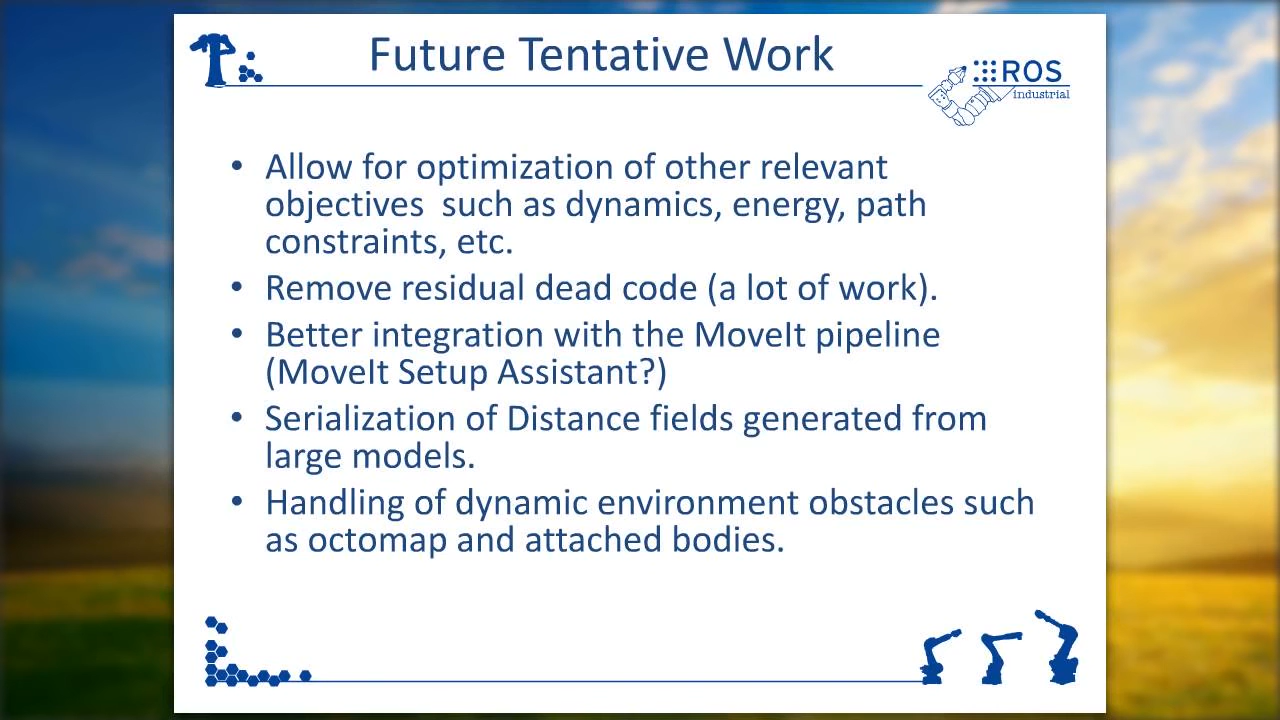 Future Tentative Work
ROS
industrial
• Allow for optimization of other relevant
objectives  such as dynamics, energy, path
constraints, etc.
• Remove residual dead code (a lot of work).
• Better integration with the MoveIt pipeline
(MoveIt Setup Assistant?)
• Serialization of Distance fields generated from
large models.
• Handling of dynamic environment obstacles such
as octomap and attached bodies.